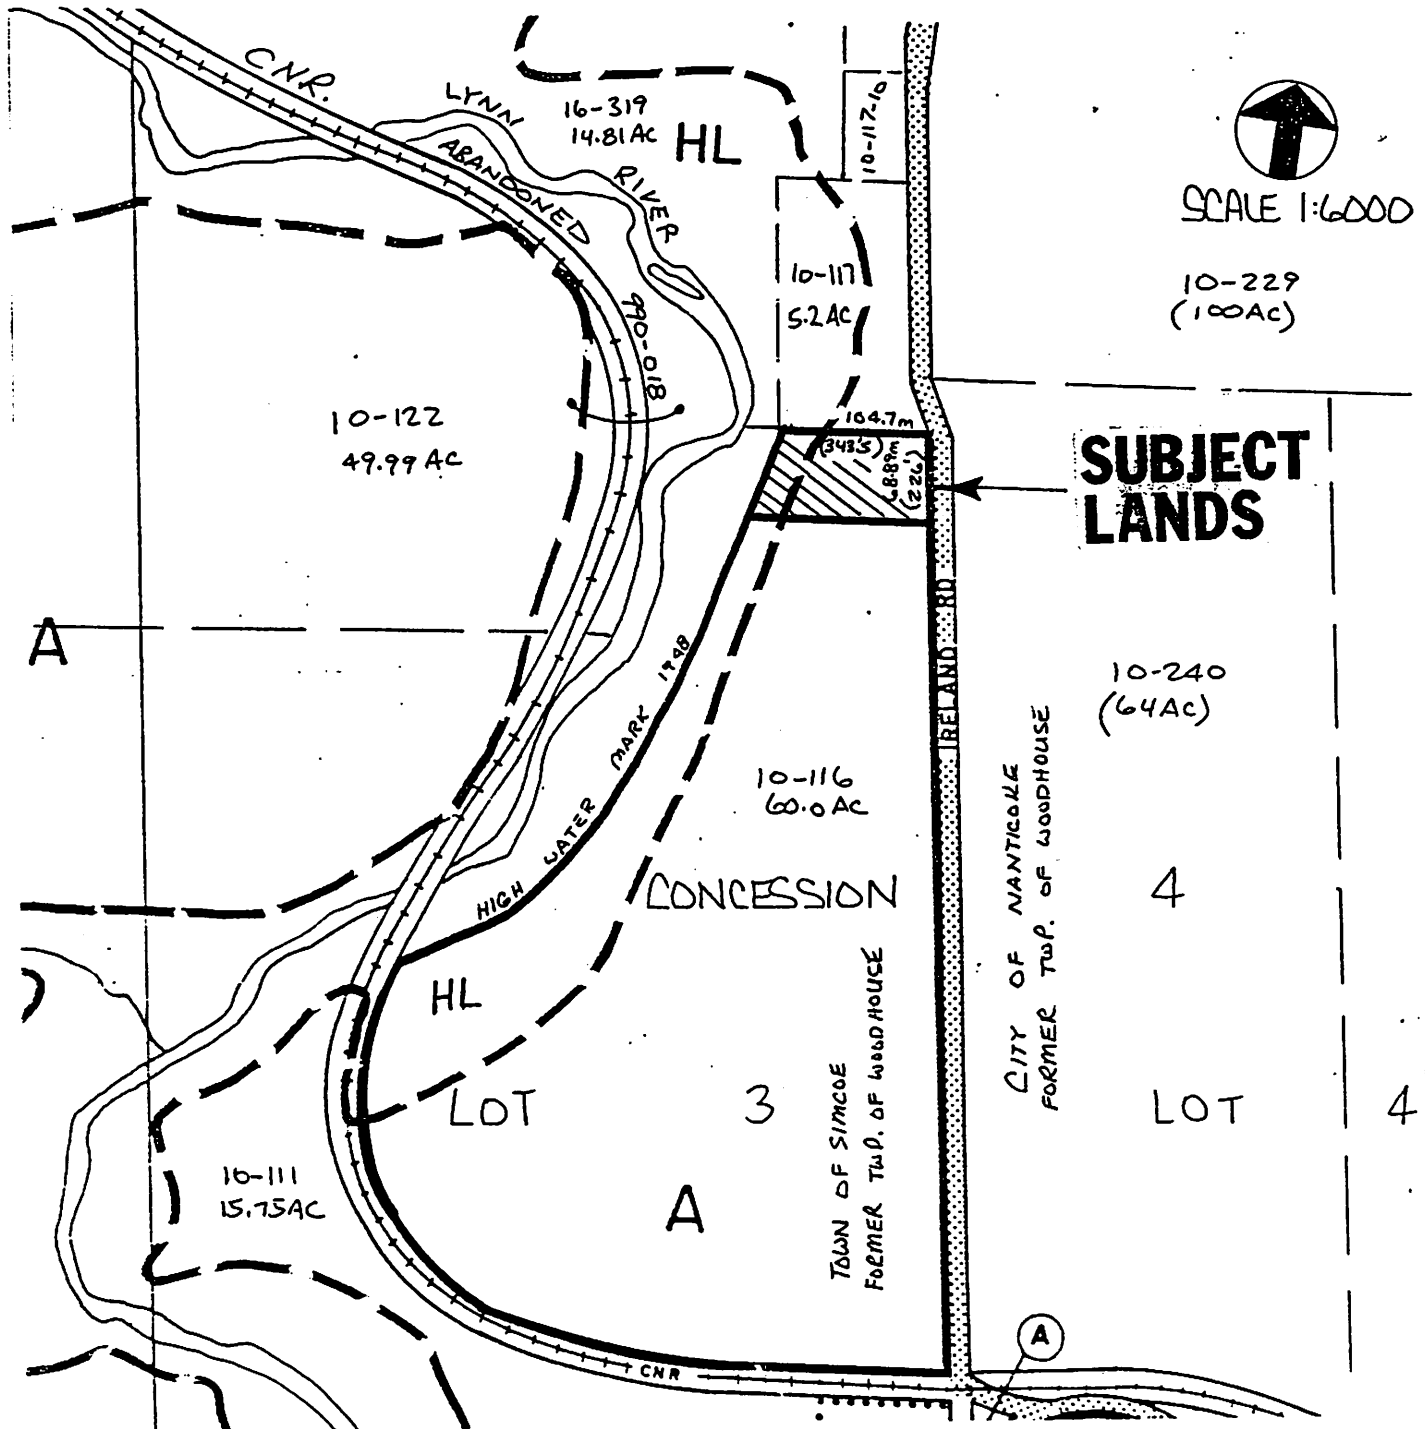 CNR.
LYNN
RIVER
ABANDONED
16-319
14.81AC
HL
10-117-10
SCALE 1:6000
10-117
5.2 AC
10-229
(100AC)
990-018
10-122
49.99 AC
104.7m
(343'5)
68.89m
(226')
SUBJECT
LANDS
A
IRELAND RD
10-240
(64AC)
HIGH WATER MARK 1948
10-116
60.0 AC
CONCESSION
4
CITY OF NANTICOKE
FORMER TWP. OF WOODHOUSE
HL
LOT
3
TOWN OF SIMCOE
FORMER TWP. OF WOODHOUSE
LOT
4
10-111
15.75AC
A
A
CNR